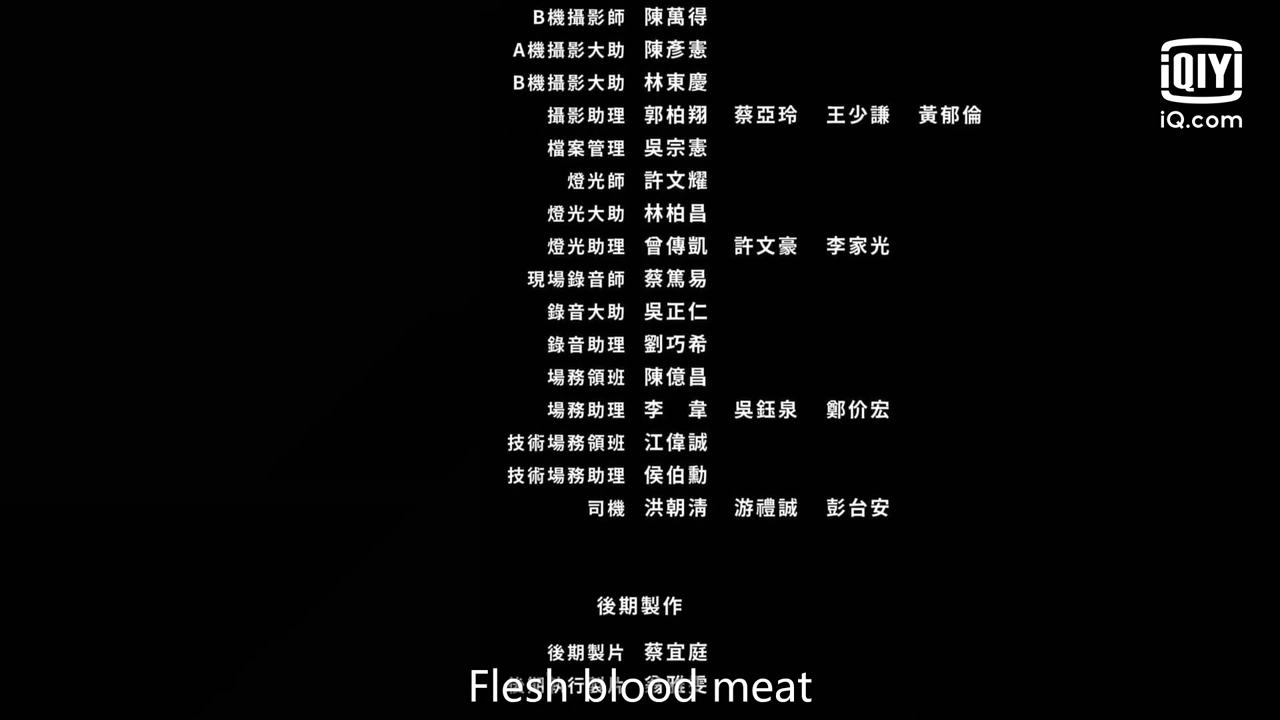 B機攝影師 陳萬得
A機攝影大助 陳彥憲
B機攝影大助 林東慶
攝影助理 郭柏翔 蔡亞玲 王少謙 黃郁倫
檔案管理 吳宗憲
燈光師 許文耀
燈光大助 林柏昌
燈光助理 曾傳凱 許文豪 李家光
現場錄音師 蔡篤易
錄音大助 吳正仁
錄音助理 劉巧希
場務領班 陳億昌
場務助理 李 韋 吳鈺泉 鄭价宏
技術場務領班 江偉誠
技術場務助理 侯伯勳
司機 洪朝淸 游禮誠 彭台安
後期製作
後期製片 蔡宜庭
Flesh blood meat
iQIYI
iQ.com